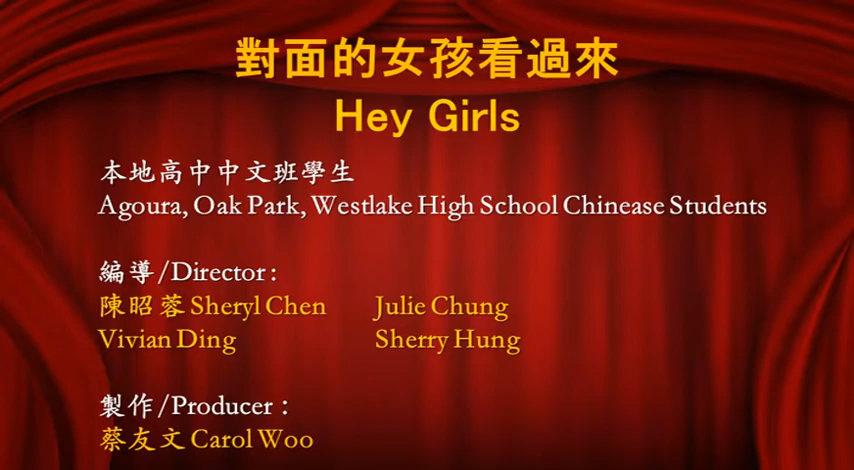 對面的女孩看過來
Hey Girls
本地高中中文班學生
Agoura, Oak Park, Westlake High School Chinease Students
編導/Director :
陳昭蓉 Sheryl Chen Julie Chung
Vivian Ding Sherry Hung
製作/Producer :
蔡友文 Carol Woo